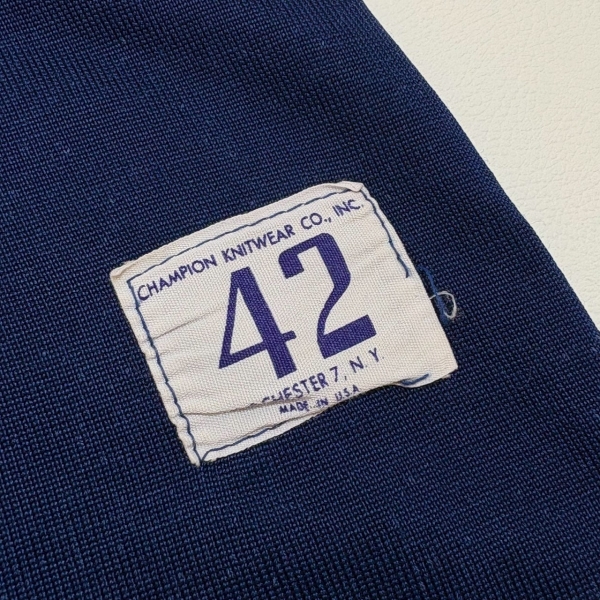 CHAMPION KNITWEAR CO., INC.
42
CHESTER 7, N. Y.
MADE IN U.S.A